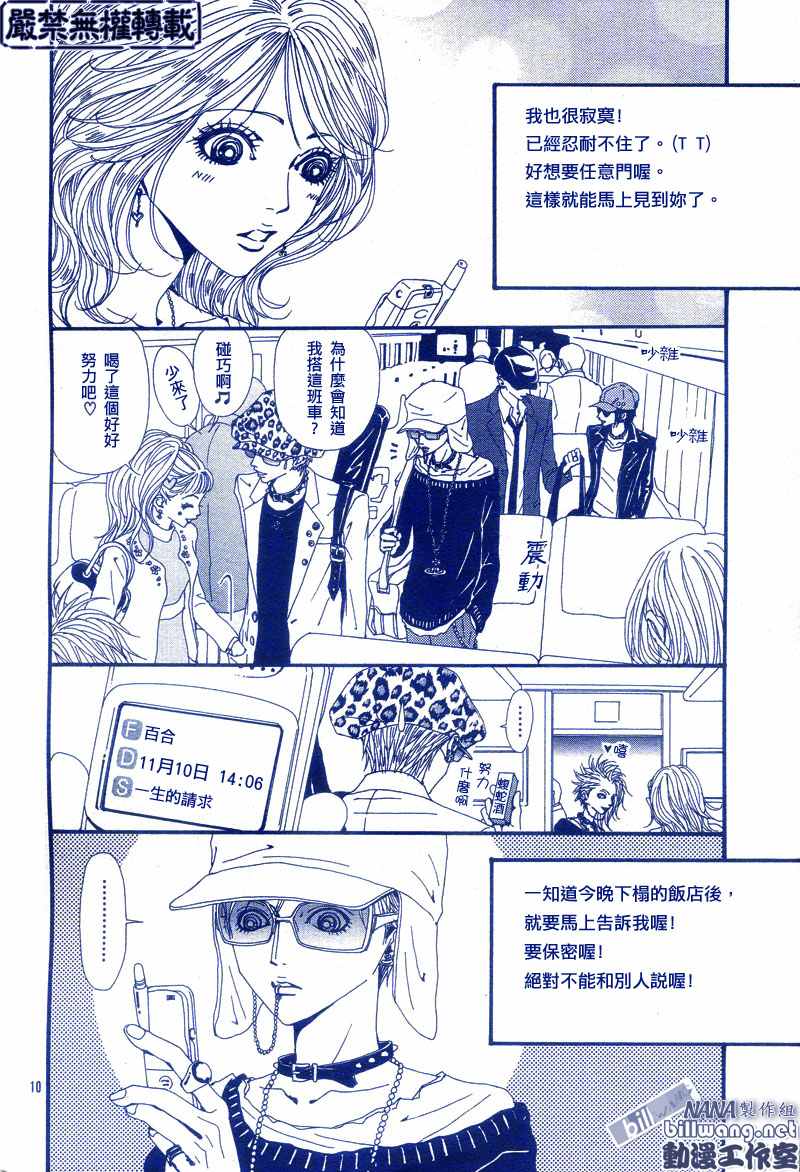 嚴禁無權轉載
我也很寂寞!
已經忍耐不住了。(T T)
好想要任意門喔。
這樣就能馬上見到妳了。
為什麼會知道
我搭這班車？
碰巧啊♫
少來了
喝了這個好好
努力吧♡
吵雜
吵雜
震動
F 百合
D 11月10日 14:06
S 一生的請求
‥‥‥
努力
什麼啊
蝮蛇酒
♥嘻
‥‥‥‥
一知道今晚下榻的飯店後，
就要馬上告訴我喔!
要保密喔!
絕對不能和別人說喔!
10
bill wang
NANA製作組
billwang.net
動漫工作室